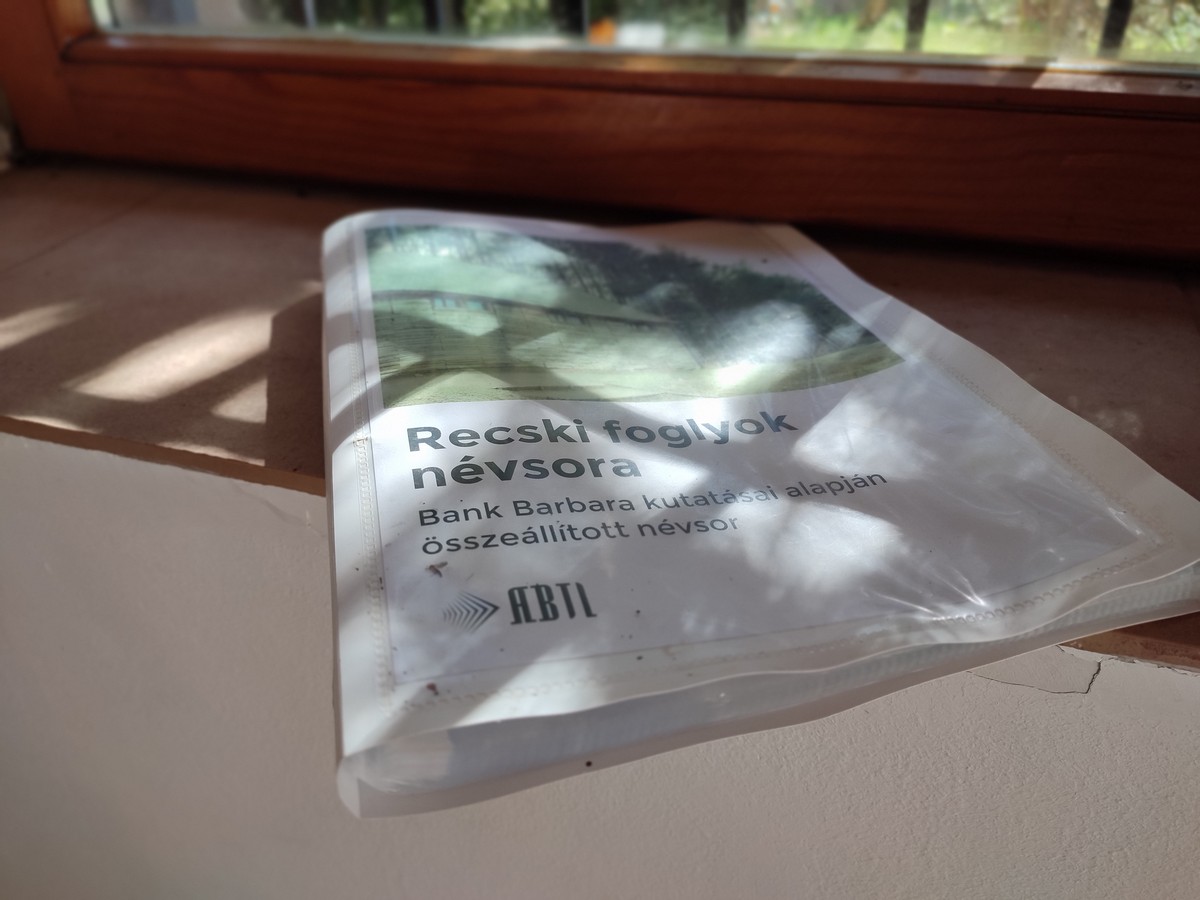 Recski foglyok
névsora
Bank Barbara kutatásai alapján
összeállított névsor
ÁBTL